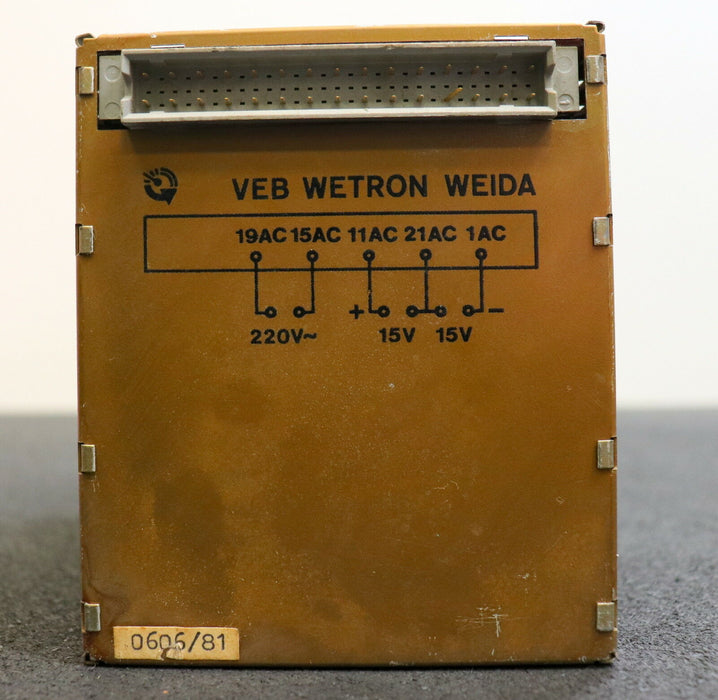 VEB WETRON WEIDA
19AC 15AC 11AC 21AC 1AC
+ –
220V~ 15V 15V
0606/81